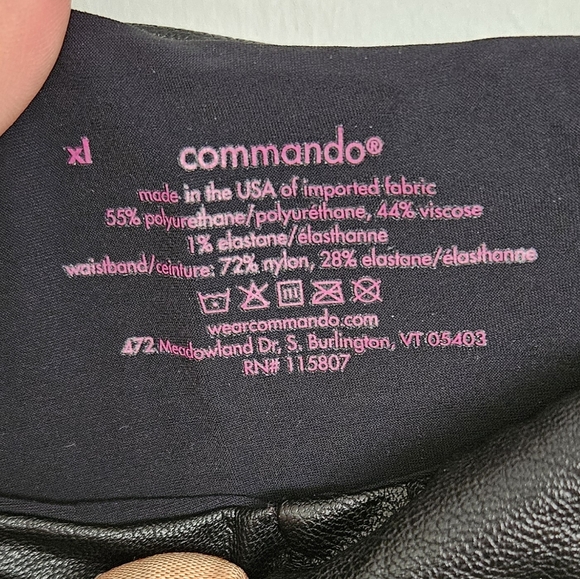 xl
commando®
made in the USA of imported fabric
55% polyurethane/polyuréthane, 44% viscose
1% elastane/élasthanne
waistband/ceinture: 72% nylon, 28% elastane/élasthanne
wearcommando.com
472 Meadowland Dr, S. Burlington, VT 05403
RN# 115807